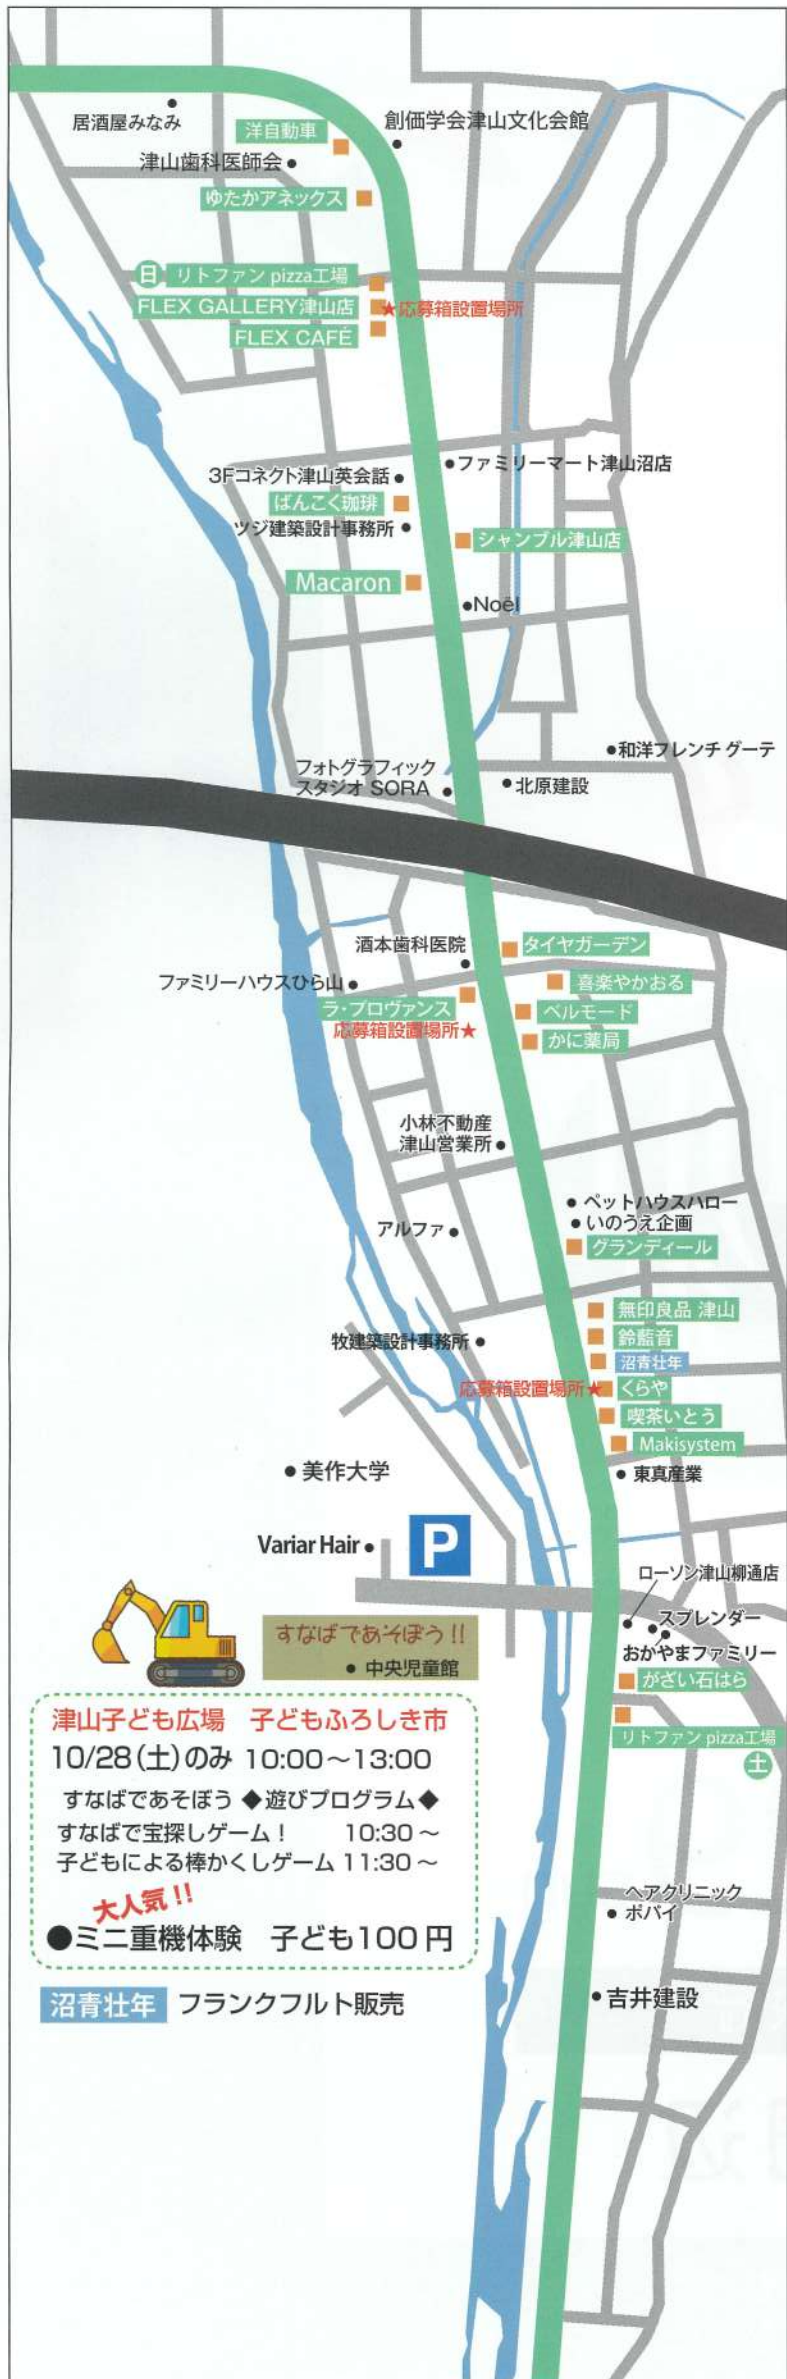 居酒屋みなみ
洋自動車
創価学会津山文化会館
津山歯科医師会
ゆたかアネックス
日 リトファン pizza工場
FLEX GALLERY津山店
★応募箱設置場所
FLEX CAFÉ
ファミリーマート津山沼店
3Fコネクト津山英会話
ばんこく珈琲
ツジ建築設計事務所
シャンブル津山店
Macaron
Noël
和洋フレンチ グーテ
フォトグラフィック
スタジオ SORA
北原建設
酒本歯科医院
タイヤガーデン
ファミリーハウスひら山
喜楽やかおる
ラ・プロヴァンス
ベルモード
応募箱設置場所★
かに薬局
小林不動産
津山営業所
ペットハウスハロー
いのうえ企画
アルファ
グランディール
無印良品 津山
鈴藍音
牧建築設計事務所
沼青壮年
応募箱設置場所★
くらや
喫茶いとう
Makisystem
美作大学
東真産業
Variar Hair
P
ローソン津山柳通店
スプレンダー
おかやまファミリー
すなばであそぼう!!
中央児童館
がざい石はら
リトファン pizza工場
土
津山子ども広場 子どもふろしき市
10/28(土)のみ 10:00～13:00
すなばであそぼう ◆遊びプログラム◆
すなばで宝探しゲーム! 10:30～
子どもによる棒かくしゲーム 11:30～
大人気!!
●ミニ重機体験 子ども100円
ヘアクリニック
ポパイ
吉井建設
沼青壮年 フランクフルト販売